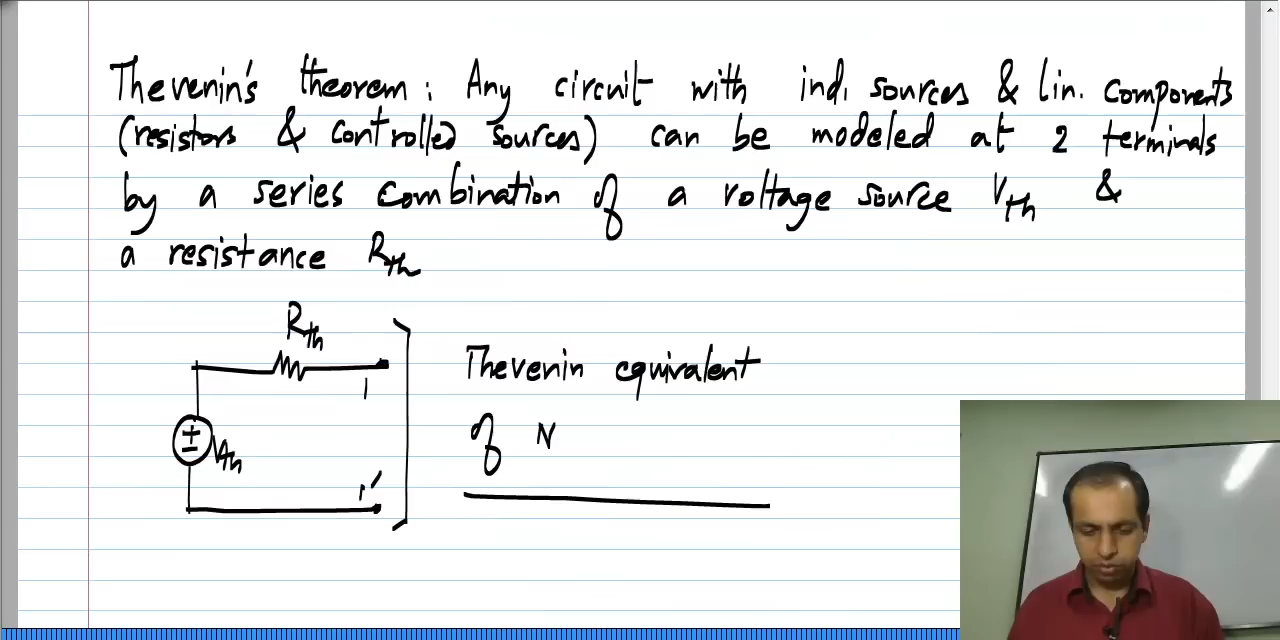 Thevenin's theorem: Any circuit with ind. sources & lin. components
(resistors & controlled sources) can be modeled at 2 terminals
by a series combination of a voltage source Vth &
a resistance Rth
Rth
Thevenin equivalent
1
of N
Vth
1'